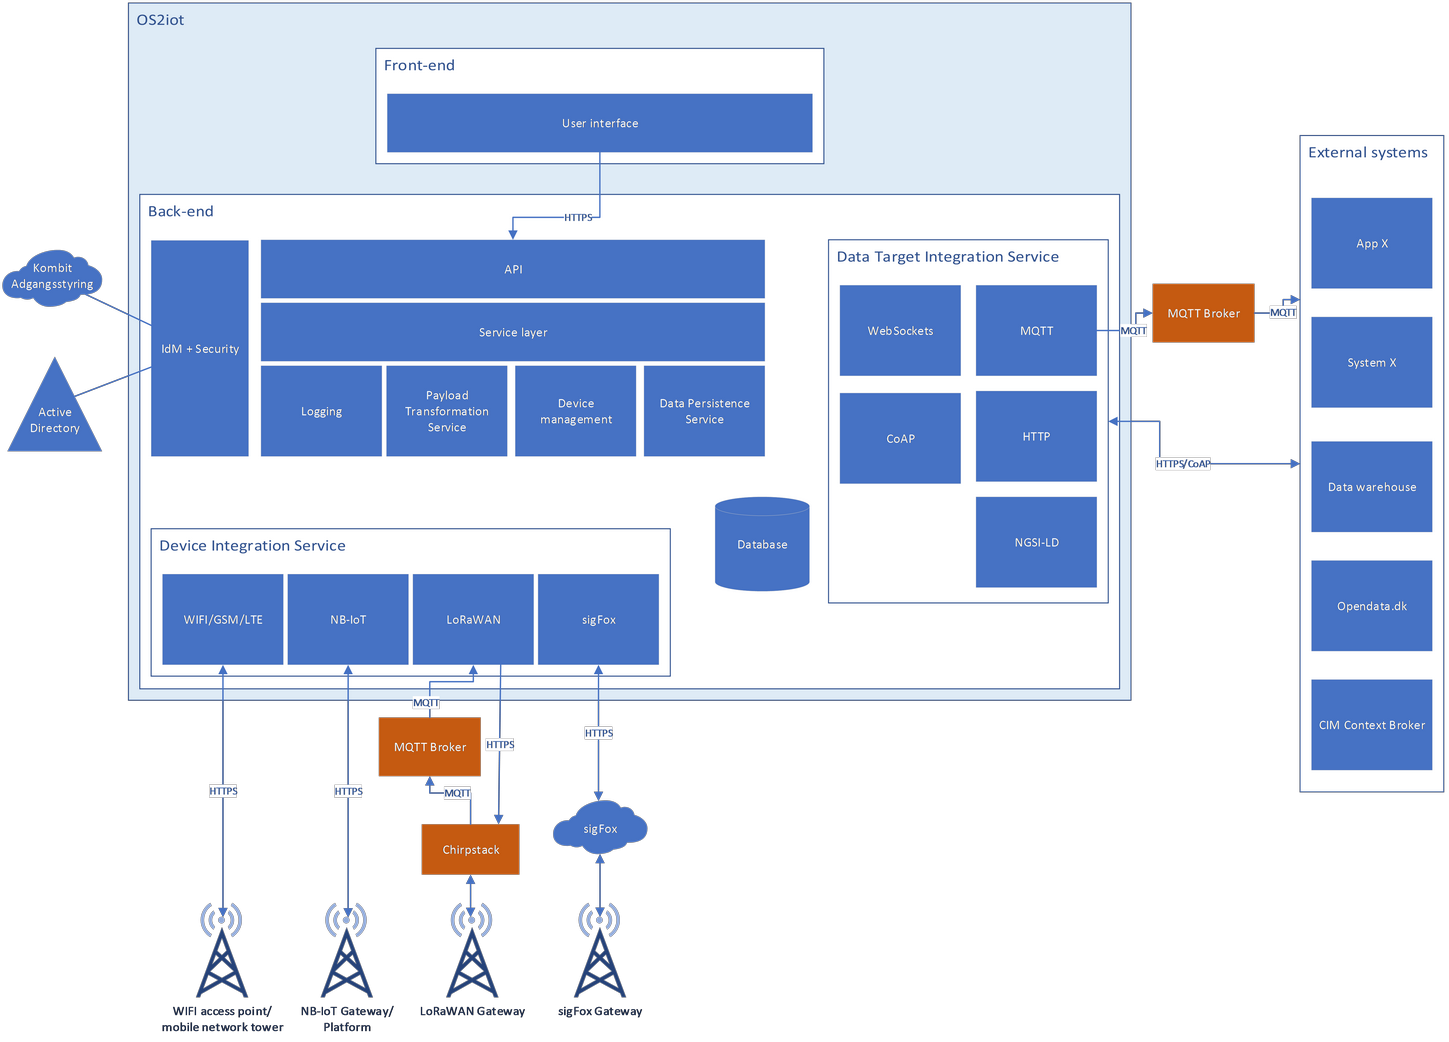 OS2iot
Front-end
User interface
HTTPS
Back-end
IdM + Security
API
Service layer
Logging
Payload
Transformation
Service
Device
management
Data Persistence
Service
Kombit
Adgangsstyring
Active
Directory
Data Target Integration Service
WebSockets
MQTT
CoAP
HTTP
NGSI-LD
MQTT
MQTT Broker
MQTT
HTTPS/CoAP
External systems
App X
System X
Data warehouse
Opendata.dk
CIM Context Broker
Database
Device Integration Service
WIFI/GSM/LTE
NB-IoT
LoRaWAN
sigFox
MQTT
MQTT Broker
HTTPS
HTTPS
HTTPS
HTTPS
MQTT
Chirpstack
sigFox
WIFI access point/
mobile network tower
NB-IoT Gateway/
Platform
LoRaWAN Gateway
sigFox Gateway